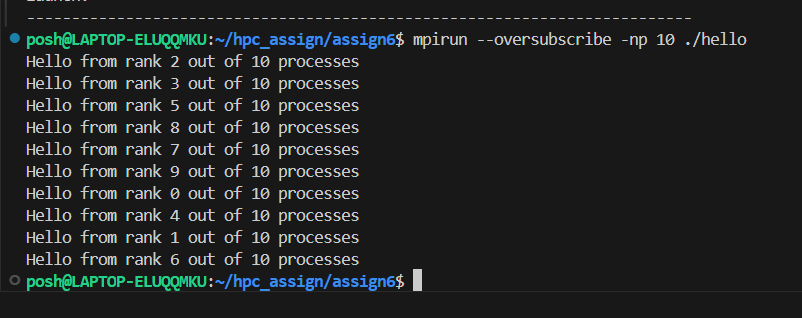 --------------------------------------------------------------------------
posh@LAPTOP-ELUQQMKU:~/hpc_assign/assign6$ mpirun --oversubscribe -np 10 ./hello
Hello from rank 2 out of 10 processes
Hello from rank 3 out of 10 processes
Hello from rank 5 out of 10 processes
Hello from rank 8 out of 10 processes
Hello from rank 7 out of 10 processes
Hello from rank 9 out of 10 processes
Hello from rank 0 out of 10 processes
Hello from rank 4 out of 10 processes
Hello from rank 1 out of 10 processes
Hello from rank 6 out of 10 processes
posh@LAPTOP-ELUQQMKU:~/hpc_assign/assign6$